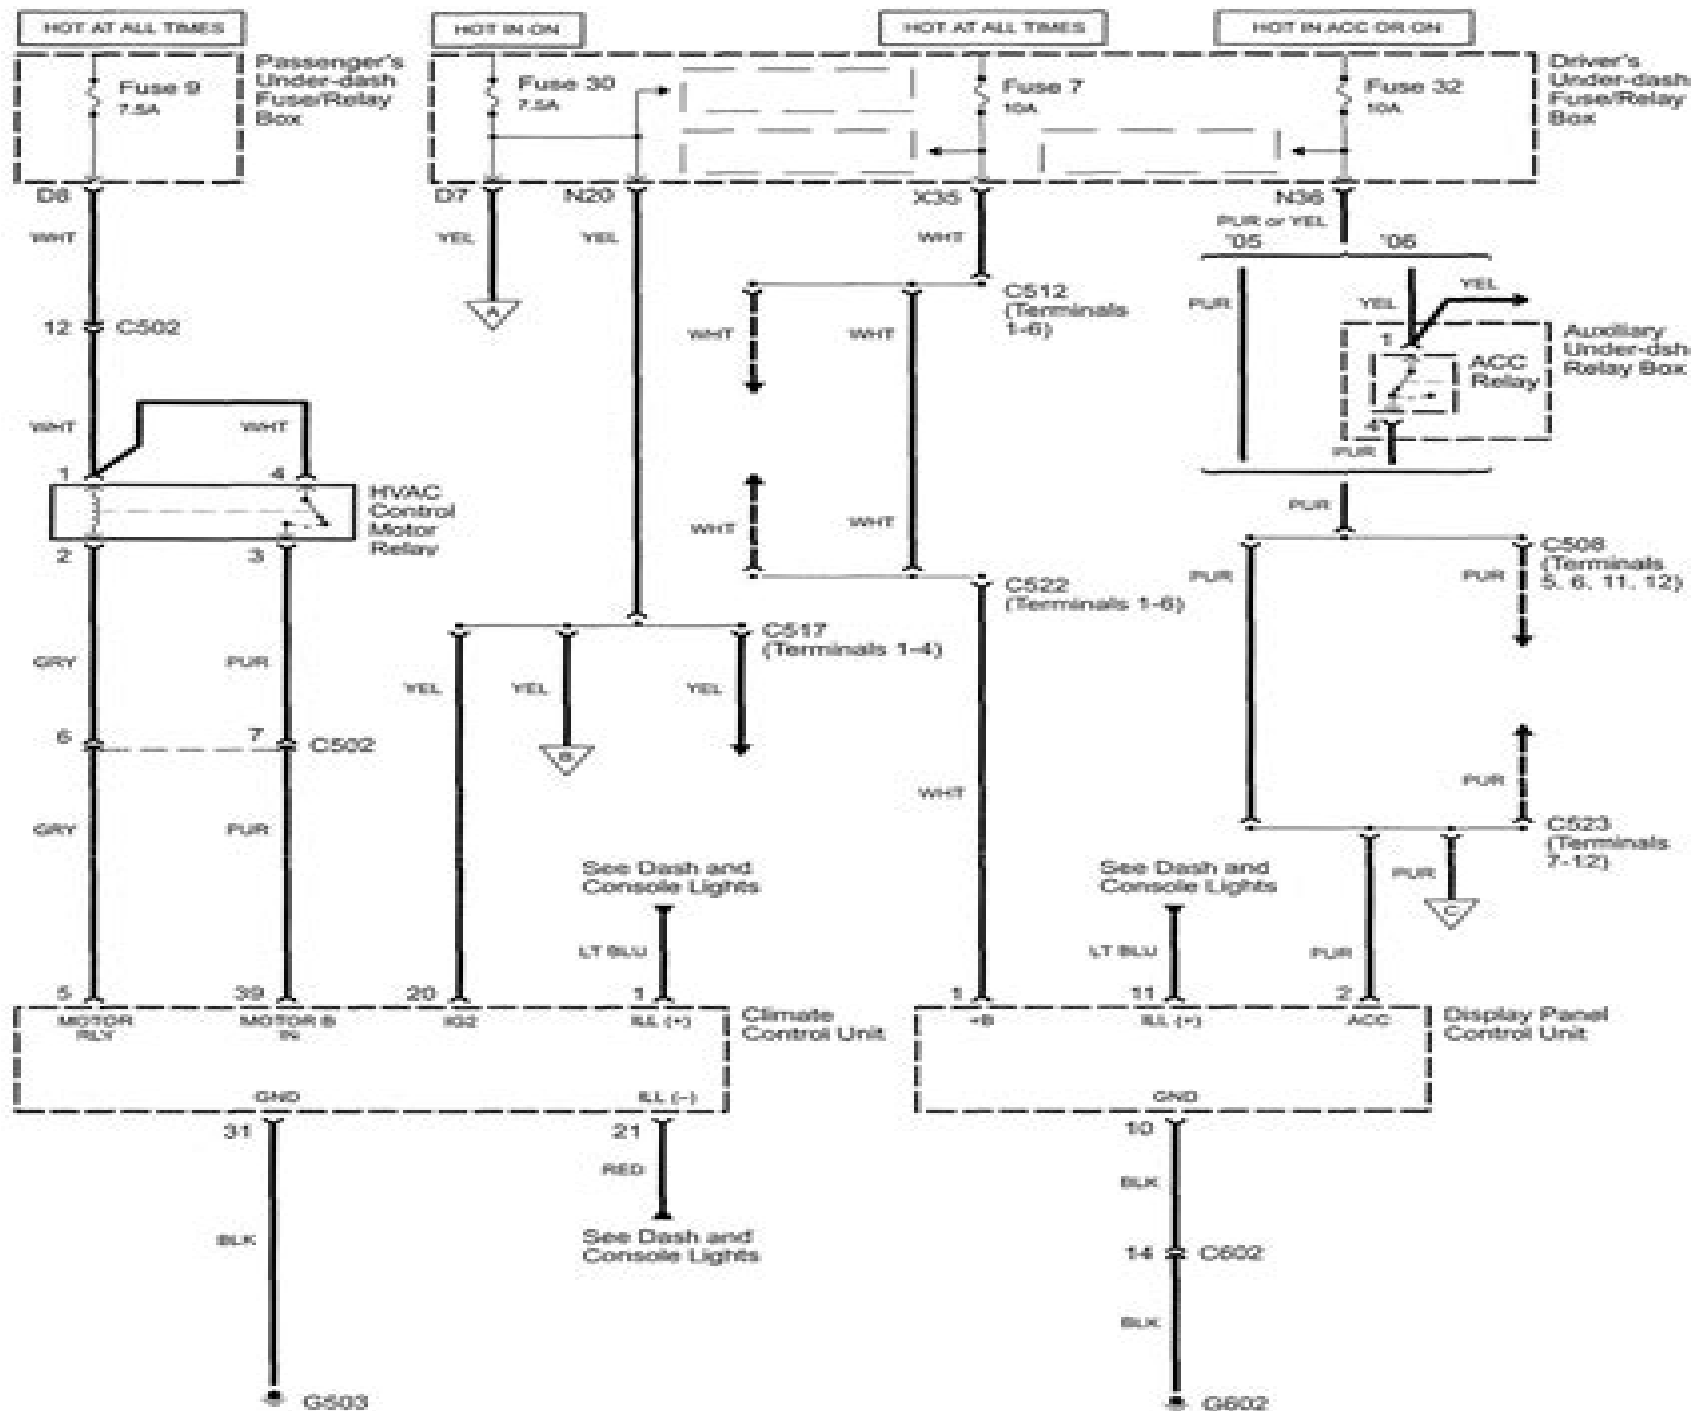 HOT AT ALL TIMES
HOT IN ON
HOT AT ALL TIMES
HOT IN ACC OR ON
Fuse 9
7.5A
Passenger's
Under-dash
Fuse/Relay
Box
Fuse 30
7.5A
Fuse 7
10A
Fuse 32
10A
Driver's
Under-dash
Fuse/Relay
Box
D8
D7
N20
X35
N36
WHT
YEL
YEL
WHT
PUR or YEL
'05
'06
A
12
C502
C512
(Terminals
1-6)
WHT
WHT
PUR
YEL
YEL
1
ACC
Relay
4
PUR
Auxiliary
Under-dsh
Relay Box
WHT
WHT
1
4
HVAC
Control
Motor
Relay
2
3
WHT
WHT
PUR
C522
(Terminals 1-6)
PUR
PUR
C508
(Terminals
5, 6, 11, 12)
C517
(Terminals 1-4)
GRY
PUR
YEL
YEL
YEL
6
7
C502
B
GRY
PUR
WHT
PUR
C523
(Terminals
7-12)
See Dash and
Console Lights
See Dash and
Console Lights
PUR
C
LT BLU
LT BLU
PUR
5
39
20
1
1
11
2
MOTOR
RLY
MOTOR B
IN
IG2
ILL (+)
Climate
Control Unit
+B
ILL (+)
ACC
Display Panel
Control Unit
GND
ILL (-)
GND
31
21
10
RED
BLK
BLK
See Dash and
Console Lights
14
C602
BLK
G503
G602